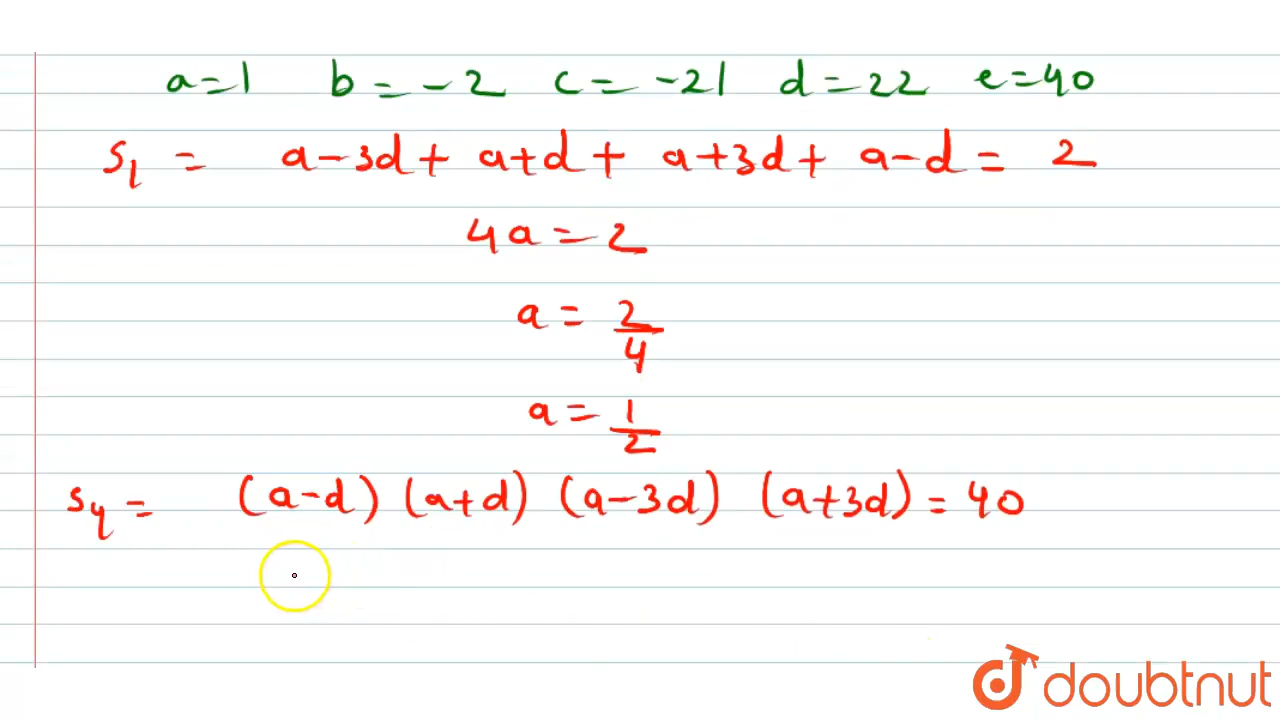 a=1 b=-2 c=-21 d=22 e=40
S₁ = a-3d+ a+d+ a+3d+ a-d= 2
4a=2
a= 2/4
a= 1/2
S₄ = (a-d) (a+d) (a-3d) (a+3d)=40
doubtnut